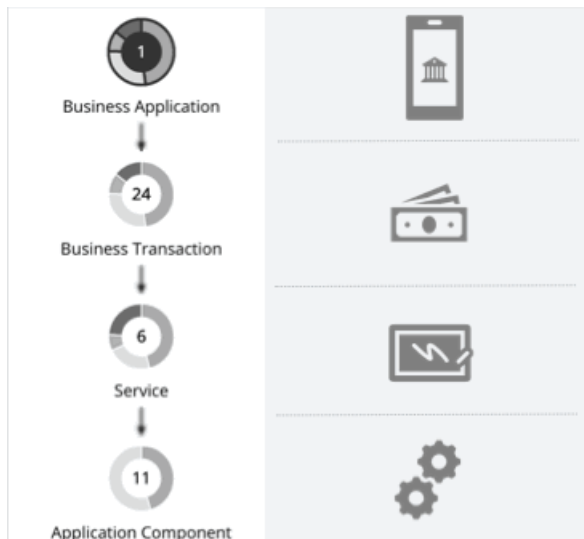 1
Business Application
24
Business Transaction
6
Service
11
Application Component